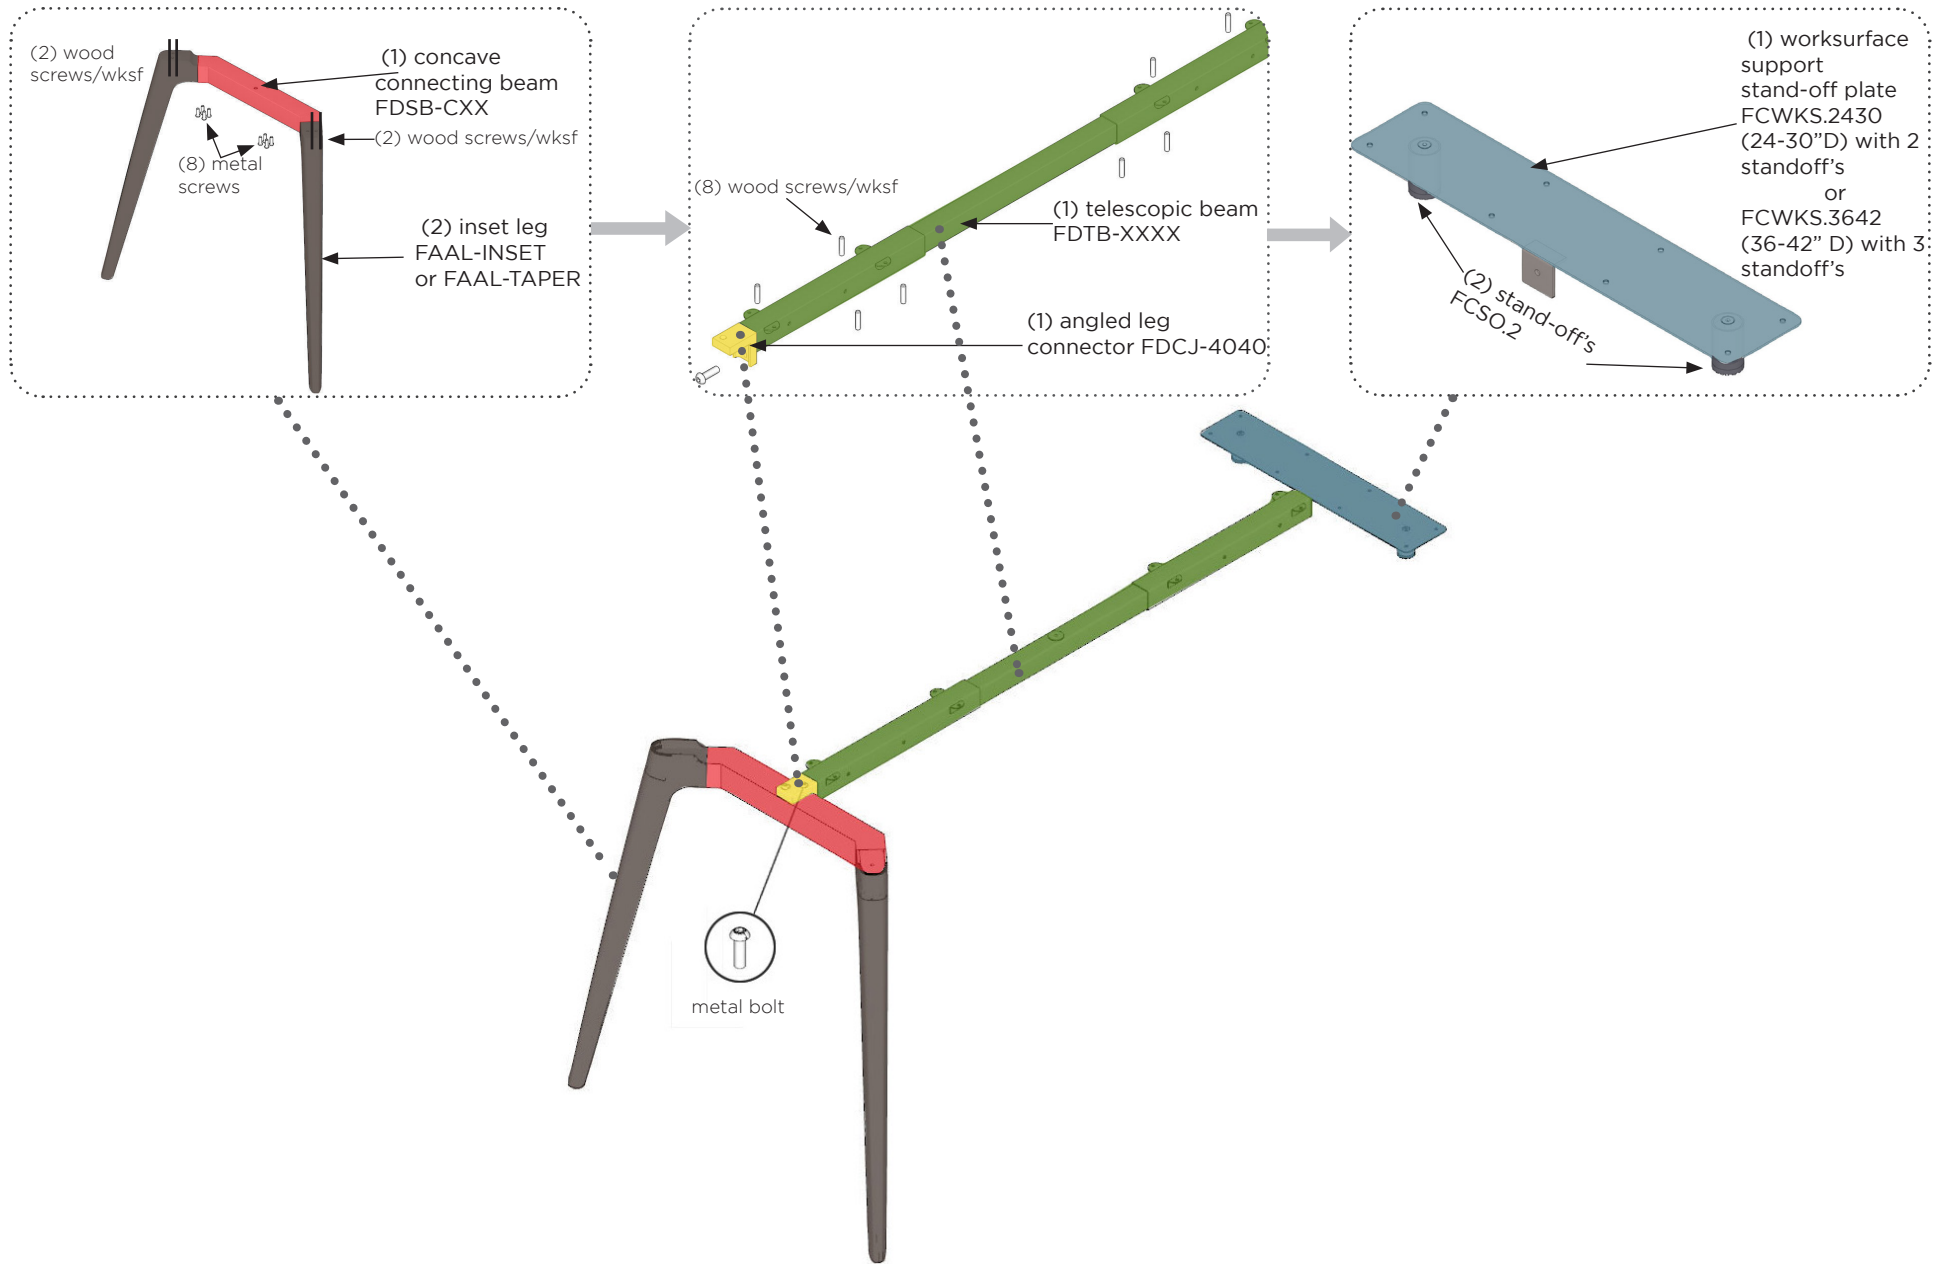 (2) wood
screws/wksf
(1) concave
connecting beam
FDSB-CXX
(2) wood screws/wksf
(8) metal
screws
(2) inset leg
FAAL-INSET
or FAAL-TAPER
(8) wood screws/wksf
(1) telescopic beam
FDTB-XXXX
(1) angled leg
connector FDCJ-4040
(1) worksurface
support
stand-off plate
FCWKS.2430
(24-30”D) with 2
standoff's
or
FCWKS.3642
(36-42” D) with 3
standoff's
(2) stand-off's
FCSO.2
metal bolt